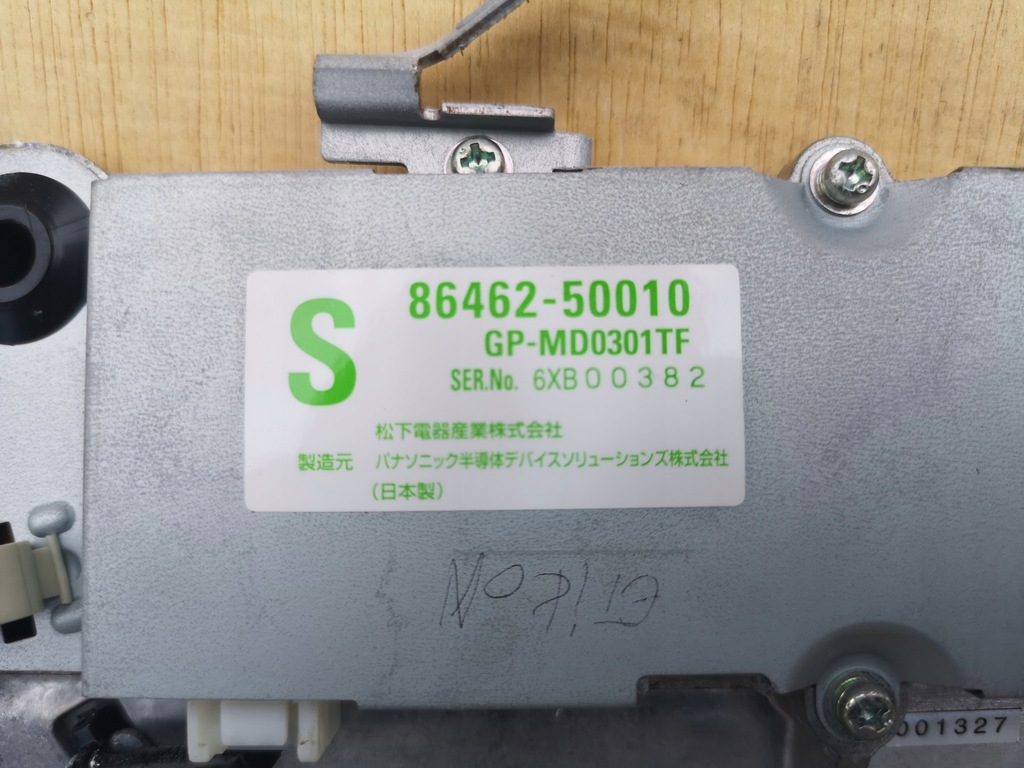 S
86462-50010
GP-MD0301TF
SER.No. 6XB00382
松下電器産業株式会社
製造元 パナソニック半導体デバイスソリューションズ株式会社
(日本製)
001327